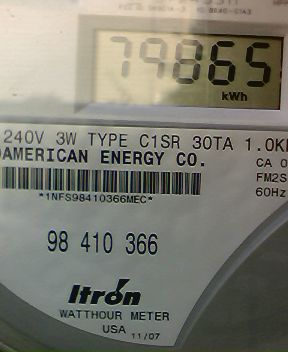 79865
kWh
240V 3W TYPE C1SR 30TA 1.0
AMERICAN ENERGY CO.
CA 0
FM2S
*1NFS98410366MEC*
60Hz
98 410 366
Itron
WATTHOUR METER
USA 11/07